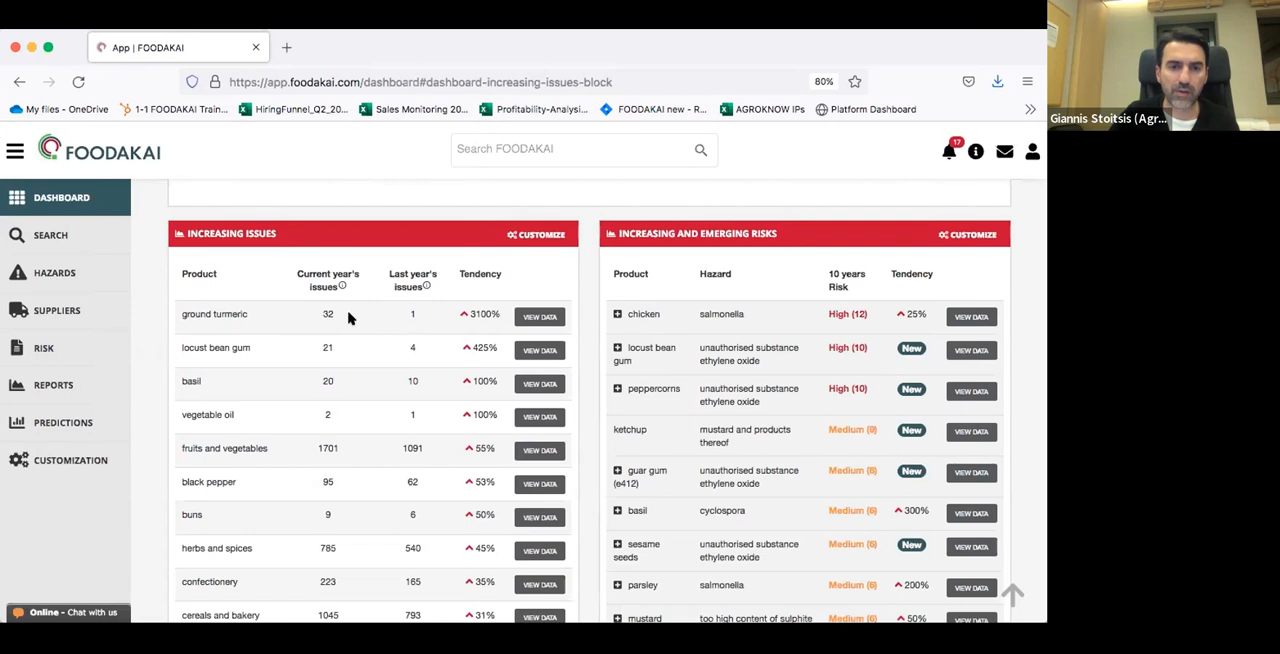 App | FOODAKAI
https://app.foodakai.com/dashboard#dashboard-increasing-issues-block
80%
My files - OneDrive
1-1 FOODAKAI Train...
HiringFunnel_Q2_20...
Sales Monitoring 20...
Profitability-Analysi...
FOODAKAI new - R...
AGROKNOW IPs
Platform Dashboard
Giannis Stoitsis (Agr...
FOODAKAI
Search FOODAKAI
17
DASHBOARD
SEARCH
HAZARDS
SUPPLIERS
RISK
REPORTS
PREDICTIONS
CUSTOMIZATION
Online - Chat with us
INCREASING ISSUES
CUSTOMIZE
Product Current year's issues Last year's issues Tendency
ground turmeric 32 1 3100% VIEW DATA
locust bean gum 21 4 425% VIEW DATA
basil 20 10 100% VIEW DATA
vegetable oil 2 1 100% VIEW DATA
fruits and vegetables 1701 1091 55% VIEW DATA
black pepper 95 62 53% VIEW DATA
buns 9 6 50% VIEW DATA
herbs and spices 785 540 45% VIEW DATA
confectionery 223 165 35% VIEW DATA
cereals and bakery 1045 793 31% VIEW DATA
INCREASING AND EMERGING RISKS
CUSTOMIZE
Product Hazard 10 years Risk Tendency
chicken salmonella High (12) 25% VIEW DATA
locust bean gum unauthorised substance ethylene oxide High (10) New VIEW DATA
peppercorns unauthorised substance ethylene oxide High (10) New VIEW DATA
ketchup mustard and products thereof Medium (9) New VIEW DATA
guar gum (e412) unauthorised substance ethylene oxide Medium (8) New VIEW DATA
basil cyclospora Medium (6) 300% VIEW DATA
sesame seeds unauthorised substance ethylene oxide Medium (6) New VIEW DATA
parsley salmonella Medium (6) 200% VIEW DATA
mustard too high content of sulphite Medium (6) 50% VIEW DATA